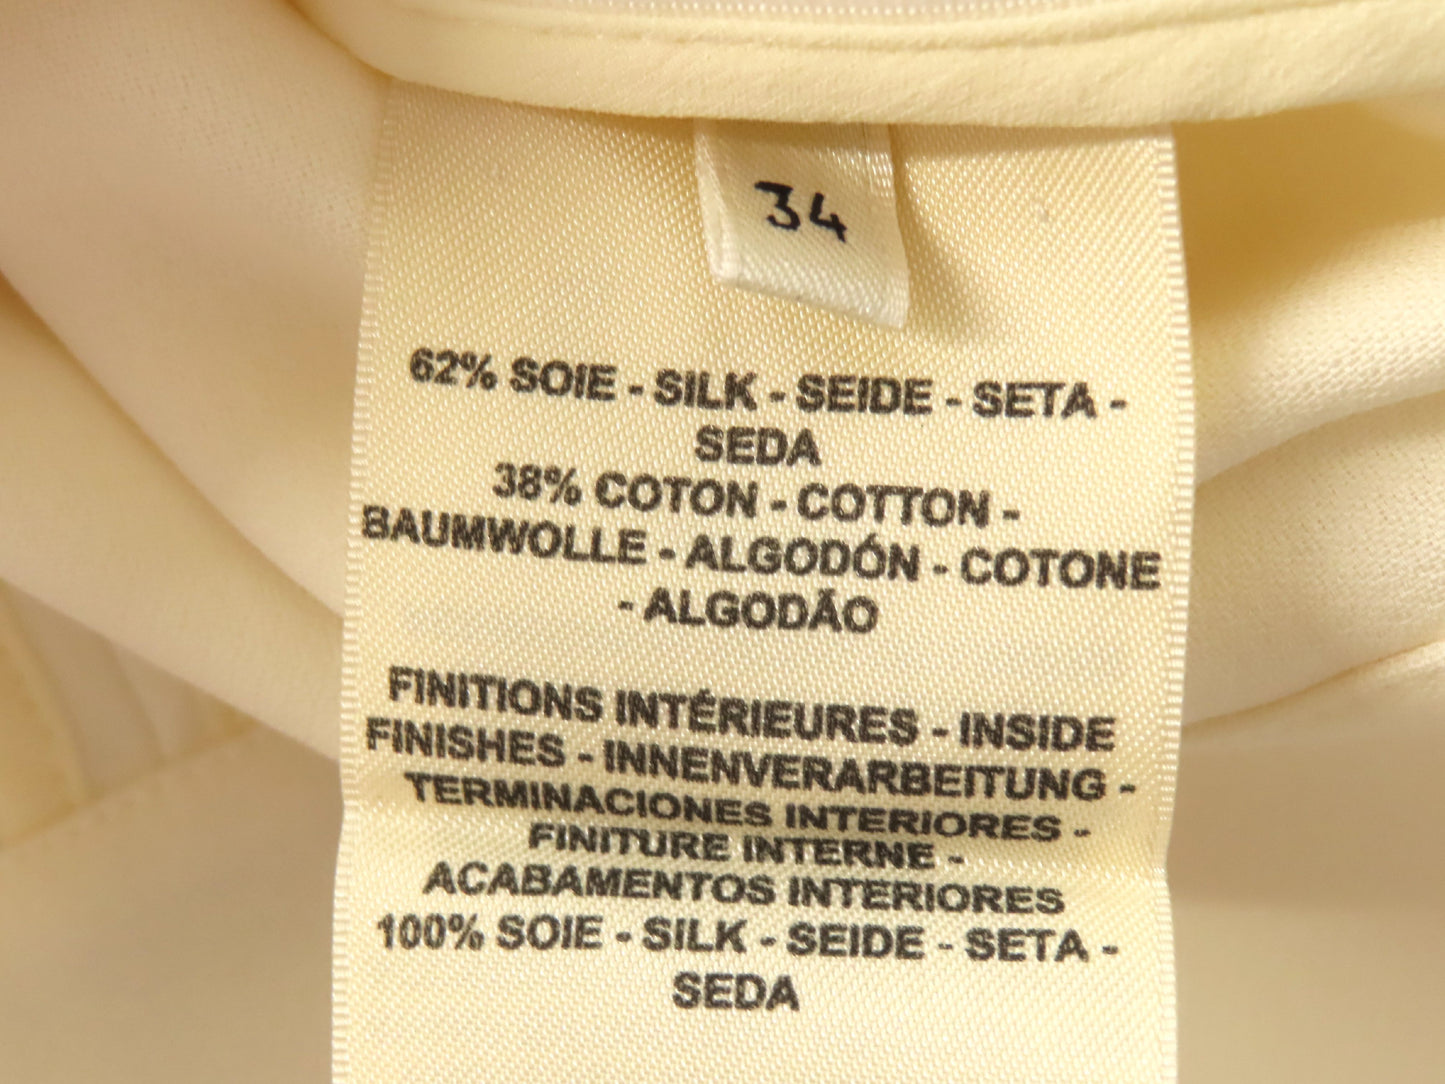 34
62% SOIE - SILK - SEIDE - SETA -
SEDA
38% COTON - COTTON -
BAUMWOLLE - ALGODÓN - COTONE
- ALGODÃO
FINITIONS INTÉRIEURES - INSIDE
FINISHES - INNENVERARBEITUNG -
TERMINACIONES INTERIORES -
FINITURE INTERNE -
ACABAMENTOS INTERIORES
100% SOIE - SILK - SEIDE - SETA -
SEDA